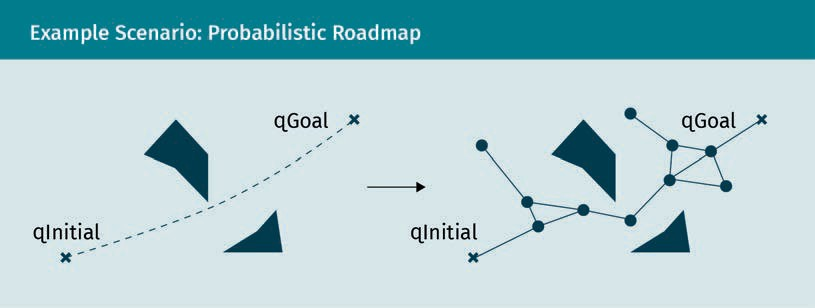 Example Scenario: Probabilistic Roadmap
qGoal
qInitial
qGoal
qInitial